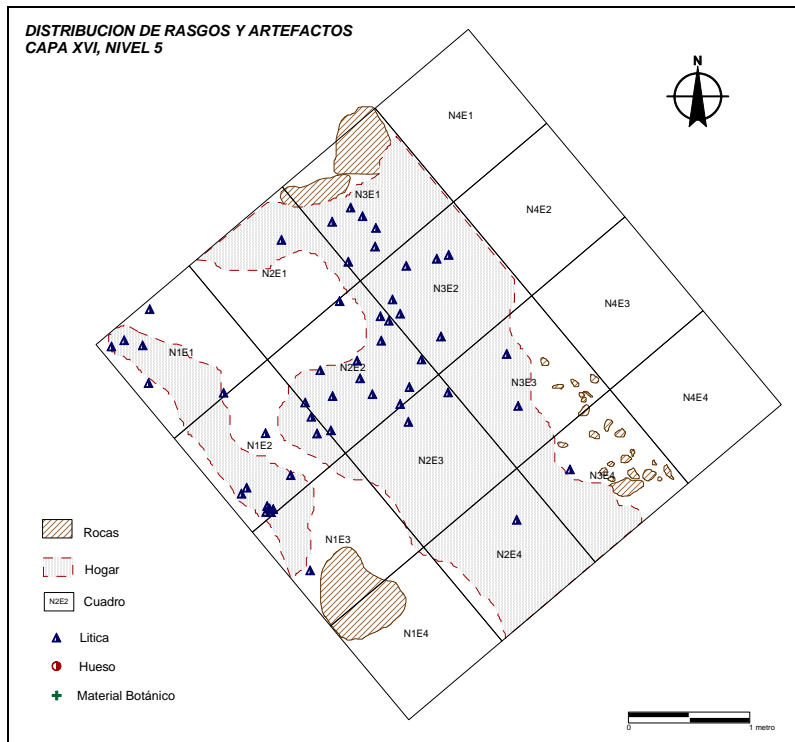 DISTRIBUCION DE RASGOS Y ARTEFACTOS
CAPA XVI, NIVEL 5
N
N4E1
N4E2
N3E1
N2E1
N3E2
N4E3
N1E1
N2E2
N3E3
N4E4
N1E2
N2E3
N3E4
N1E3
N2E4
N1E4
Rocas
Hogar
N2E2 Cuadro
Litica
Hueso
Material Botánico
0 1 metro